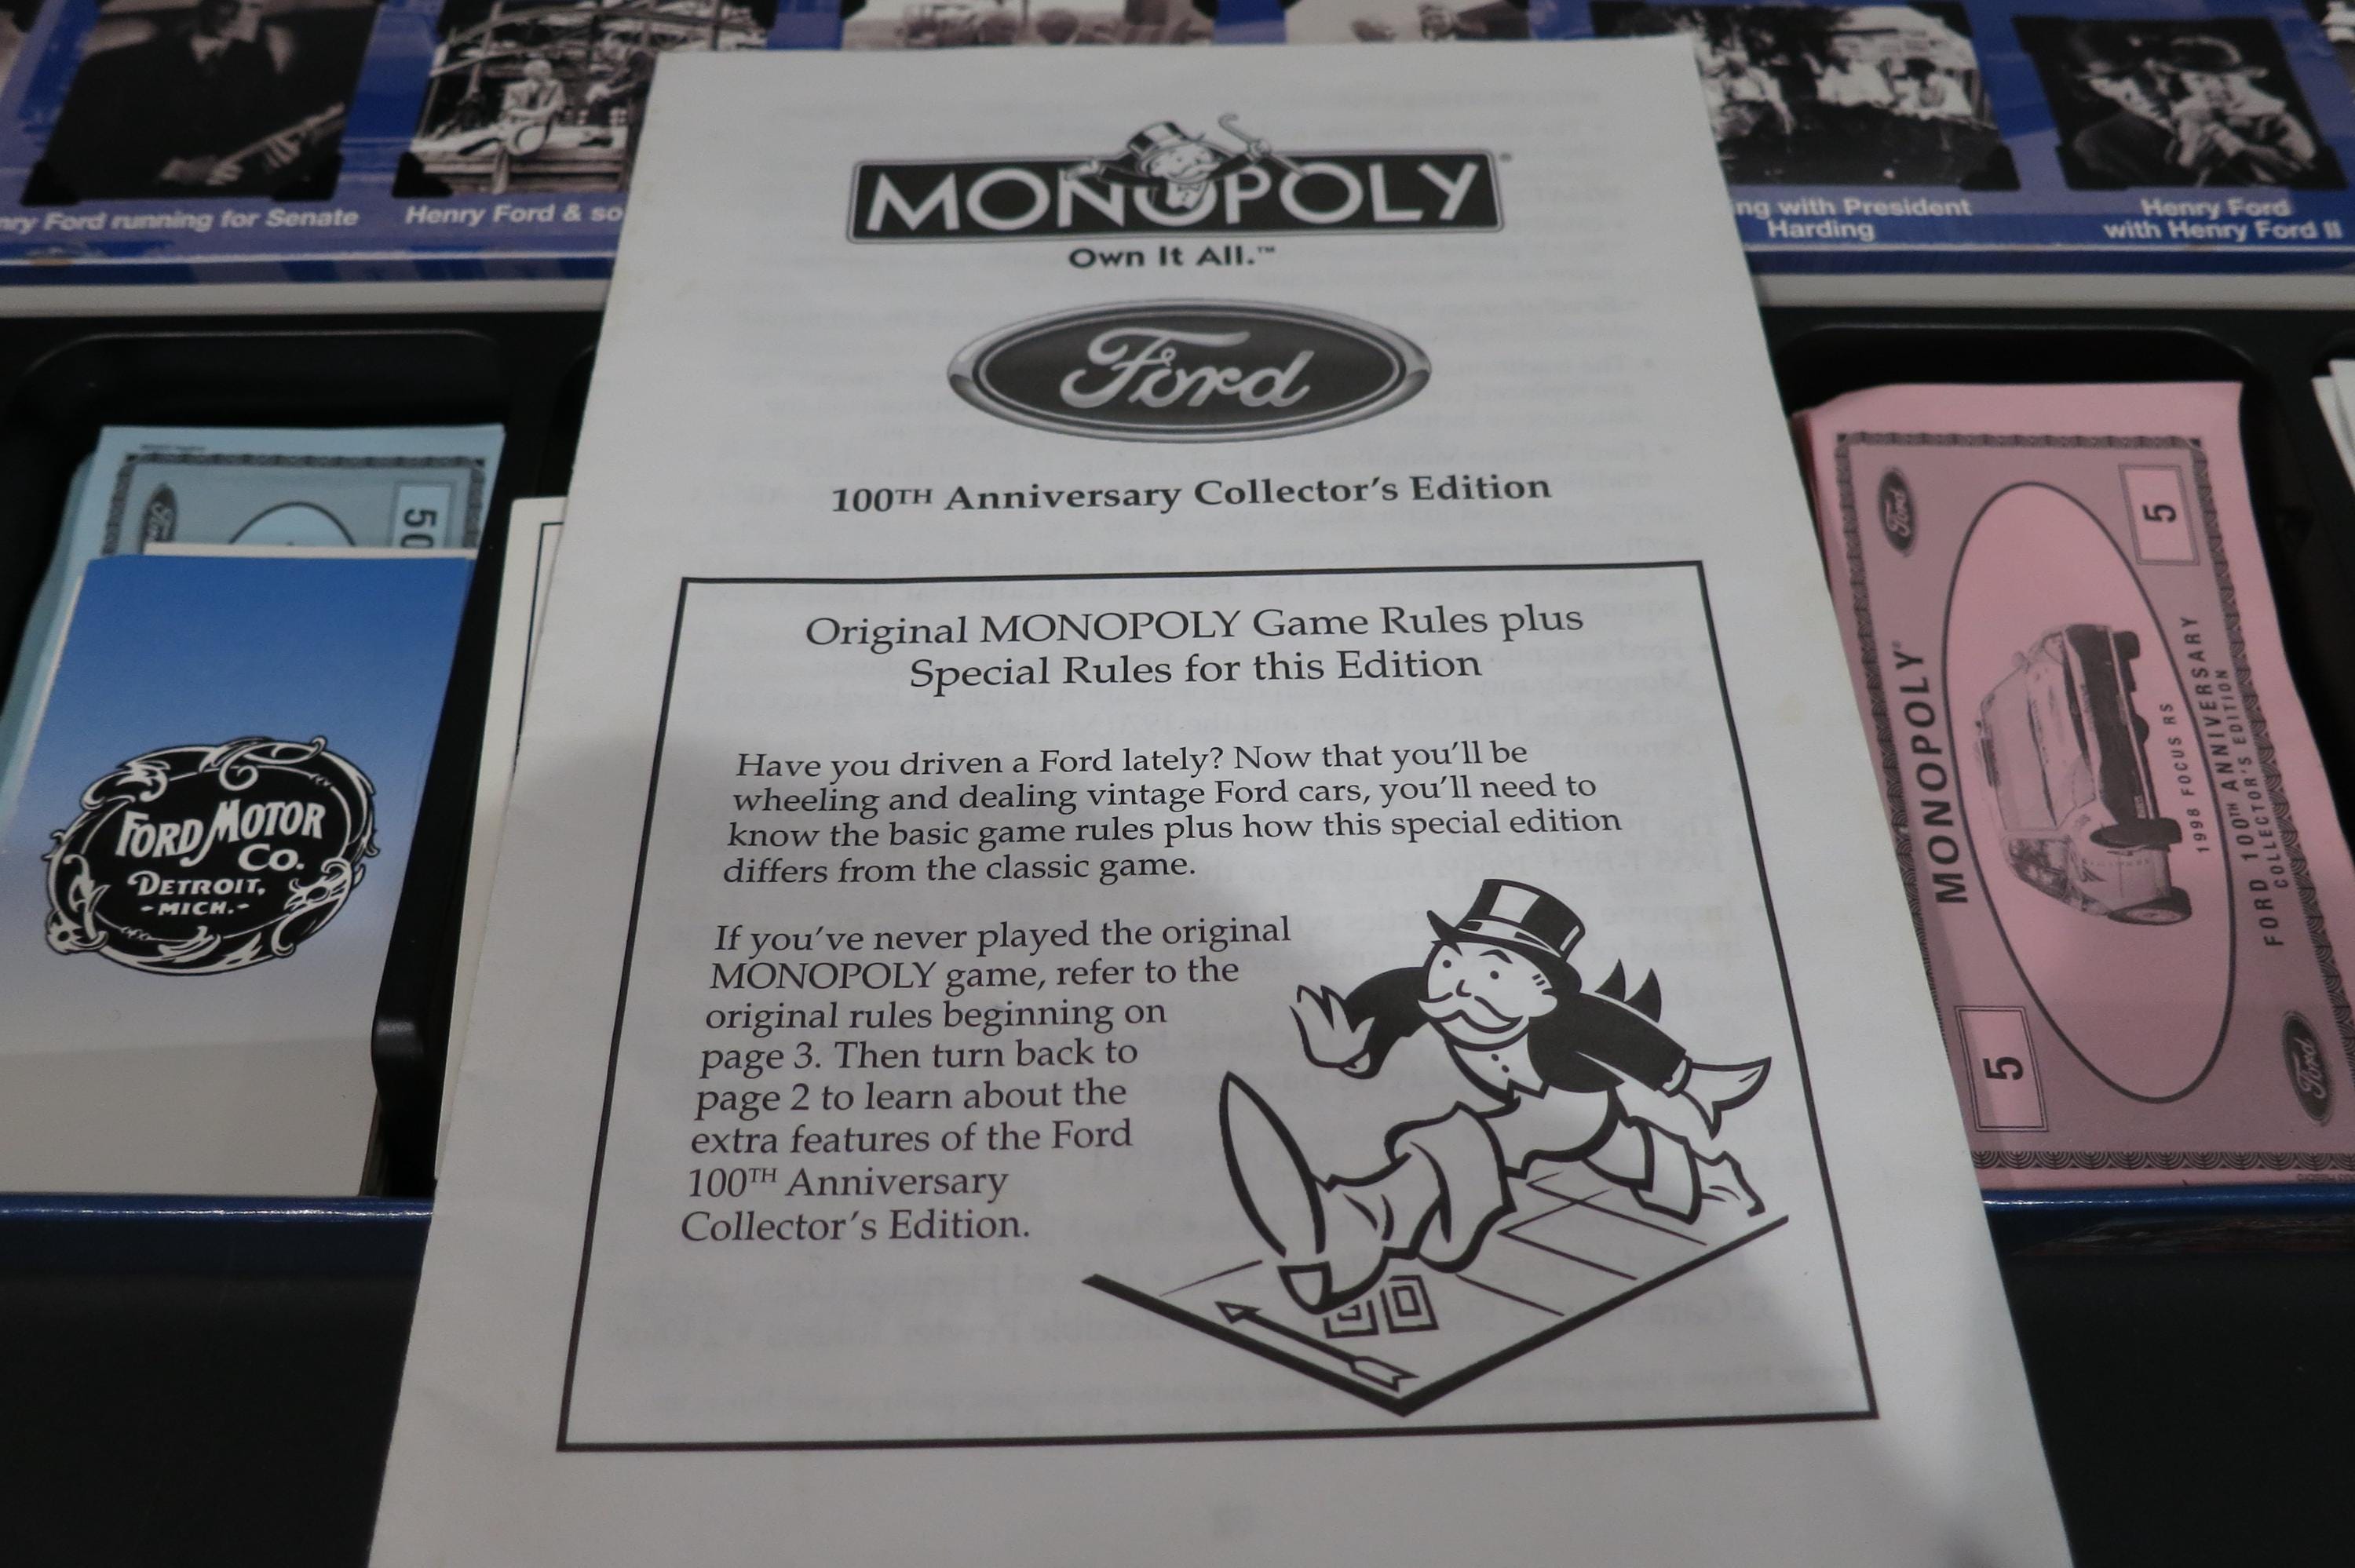 Ford running for Senate
Henry Ford &
with President
Harding
Henry Ford
with Henry Ford II
MONOPOLY
Own It All.™
Ford
100TH Anniversary Collector's Edition
Original MONOPOLY Game Rules plus
Special Rules for this Edition
Have you driven a Ford lately? Now that you'll be
wheeling and dealing vintage Ford cars, you'll need to
know the basic game rules plus how this special edition
differs from the classic game.
If you've never played the original
MONOPOLY game, refer to the
original rules beginning on
page 3. Then turn back to
page 2 to learn about the
extra features of the Ford
100TH Anniversary
Collector's Edition.
GO
Ford
50
FORD MOTOR
CO.
DETROIT,
-MICH.-
Ford
5
MONOPOLY
1998 FOCUS RS
FORD 100TH ANNIVERSARY
COLLECTOR'S EDITION
5
Ford